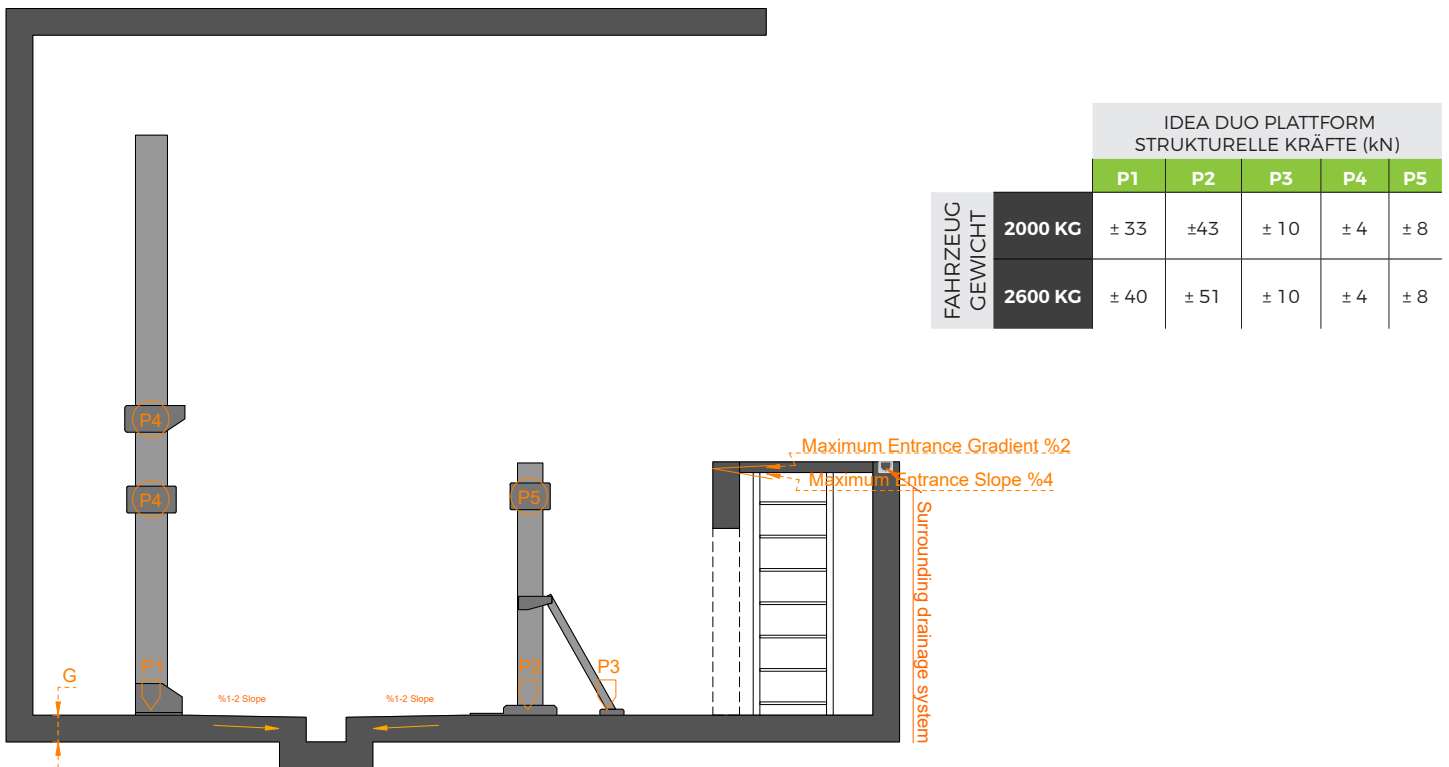 IDEA DUO PLATTFORM
STRUKTURELLE KRÄFTE (kN)
P1 P2 P3 P4 P5
FAHRZEUG
GEWICHT
2000 KG ± 33 ±43 ± 10 ± 4 ± 8
2600 KG ± 40 ± 51 ± 10 ± 4 ± 8
P4
P4
P5
Maximum Entrance Gradient %2
Maximum Entrance Slope %4
Surrounding drainage system
G
P1
%1-2 Slope
%1-2 Slope
P2
P3